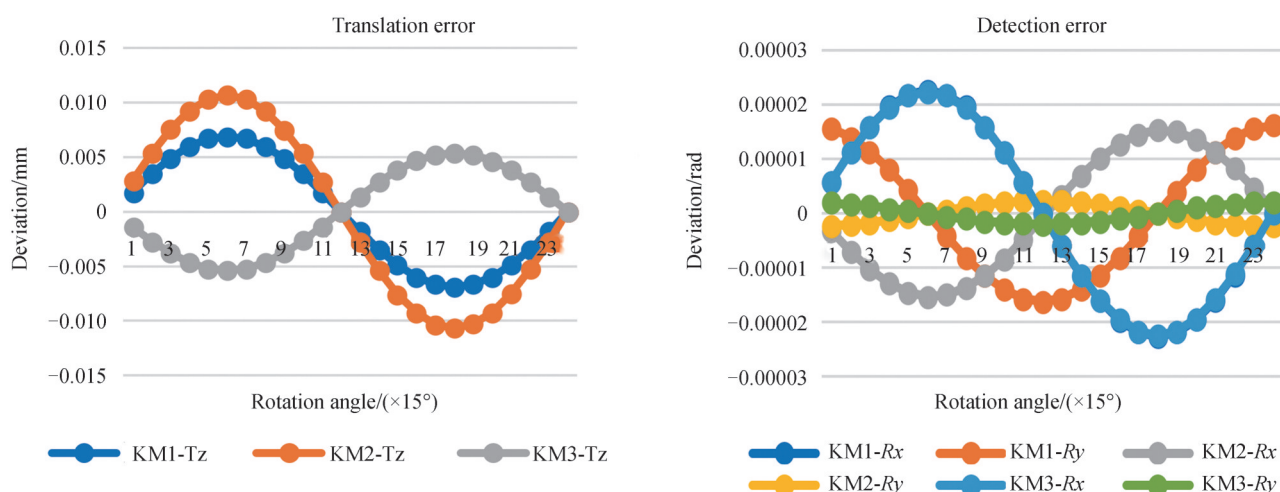 Translation error
0.015
0.010
0.005
0
−0.005
−0.010
−0.015
Deviation/mm
1 3 5 7 9 11 13 15 17 19 21 23
Rotation angle/(×15°)
KM1-Tz KM2-Tz KM3-Tz
Detection error
0.00003
0.00002
0.00001
0
−0.00001
−0.00002
−0.00003
Deviation/rad
1 3 5 7 9 11 13 15 17 19 21 23
Rotation angle/(×15°)
KM1-Rx KM1-Ry KM2-Rx
KM2-Ry KM3-Rx KM3-Ry